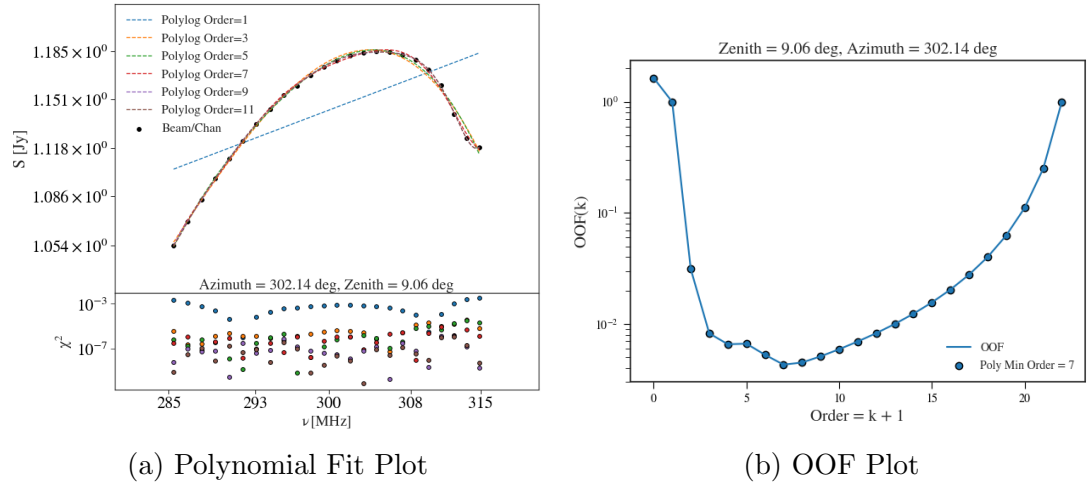 Polylog Order=1
Polylog Order=3
Polylog Order=5
Polylog Order=7
Polylog Order=9
Polylog Order=11
Beam/Chan
1.185 × 10⁰
1.151 × 10⁰
1.118 × 10⁰
1.086 × 10⁰
1.054 × 10⁰
S [Jy]
Azimuth = 302.14 deg, Zenith = 9.06 deg
10⁻³
10⁻⁷
χ²
285 293 300 308 315
ν[MHz]
(a) Polynomial Fit Plot
Zenith = 9.06 deg, Azimuth = 302.14 deg
10⁰
10⁻¹
10⁻²
OOF(k)
OOF
Poly Min Order = 7
0 5 10 15 20
Order = k + 1
(b) OOF Plot